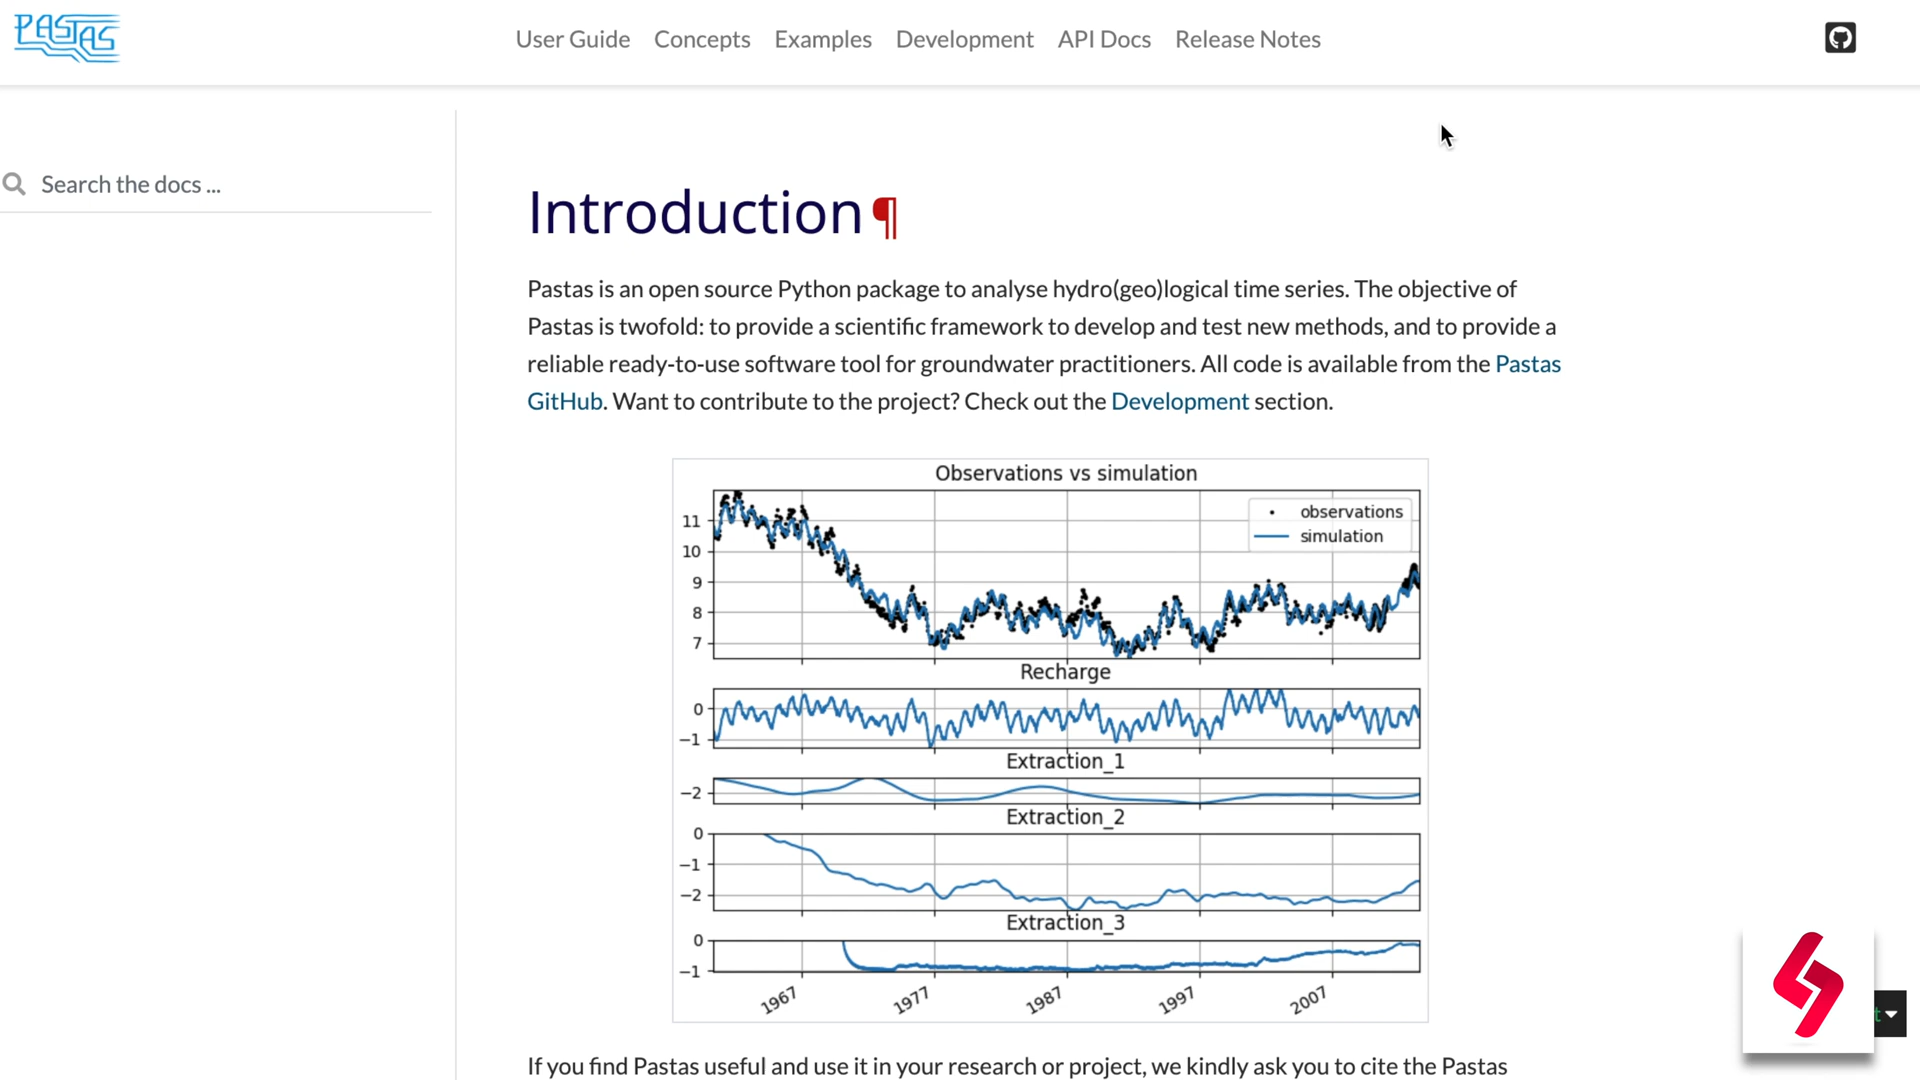 PASTAS
User Guide Concepts Examples Development API Docs Release Notes
Search the docs ...
Introduction¶
Pastas is an open source Python package to analyse hydro(geo)logical time series. The objective of
Pastas is twofold: to provide a scientific framework to develop and test new methods, and to provide a
reliable ready-to-use software tool for groundwater practitioners. All code is available from the Pastas
GitHub. Want to contribute to the project? Check out the Development section.
Observations vs simulation
observations
simulation
11
10
9
8
7
Recharge
0
−1
Extraction_1
−2
Extraction_2
0
−1
−2
Extraction_3
0
−1
1967 1977 1987 1997 2007
If you find Pastas useful and use it in your research or project, we kindly ask you to cite the Pastas
t